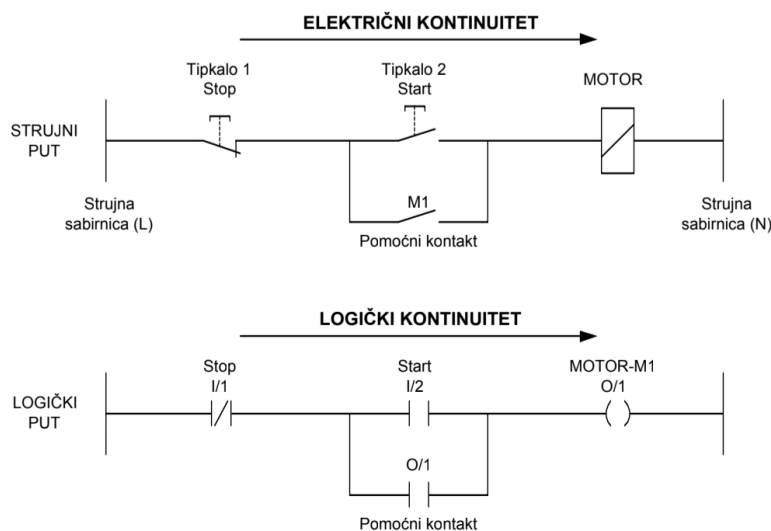 ELEKTRIČNI KONTINUITET
Tipkalo 1
Stop
Tipkalo 2
Start
MOTOR
STRUJNI
PUT
M1
Strujna
sabirnica (L)
Pomoćni kontakt
Strujna
sabirnica (N)
LOGIČKI KONTINUITET
Stop
I/1
Start
I/2
MOTOR-M1
O/1
LOGIČKI
PUT
O/1
Pomoćni kontakt